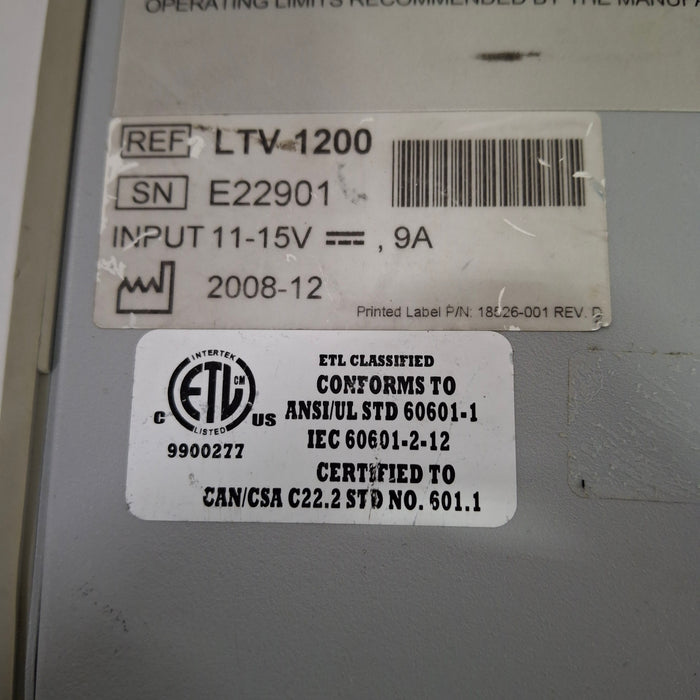 OPERATING LIMITS RECOMMENDED BY THE
REF LTV 1200
SN E22901
INPUT 11-15V , 9A
2008-12
Printed Label P/N: 18526-001 REV. D
INTERTEK
ETL CM
LISTED
C US
9900277
ETL CLASSIFIED
CONFORMS TO
ANSI/UL STD 60601-1
IEC 60601-2-12
CERTIFIED TO
CAN/CSA C22.2 STD NO. 601.1